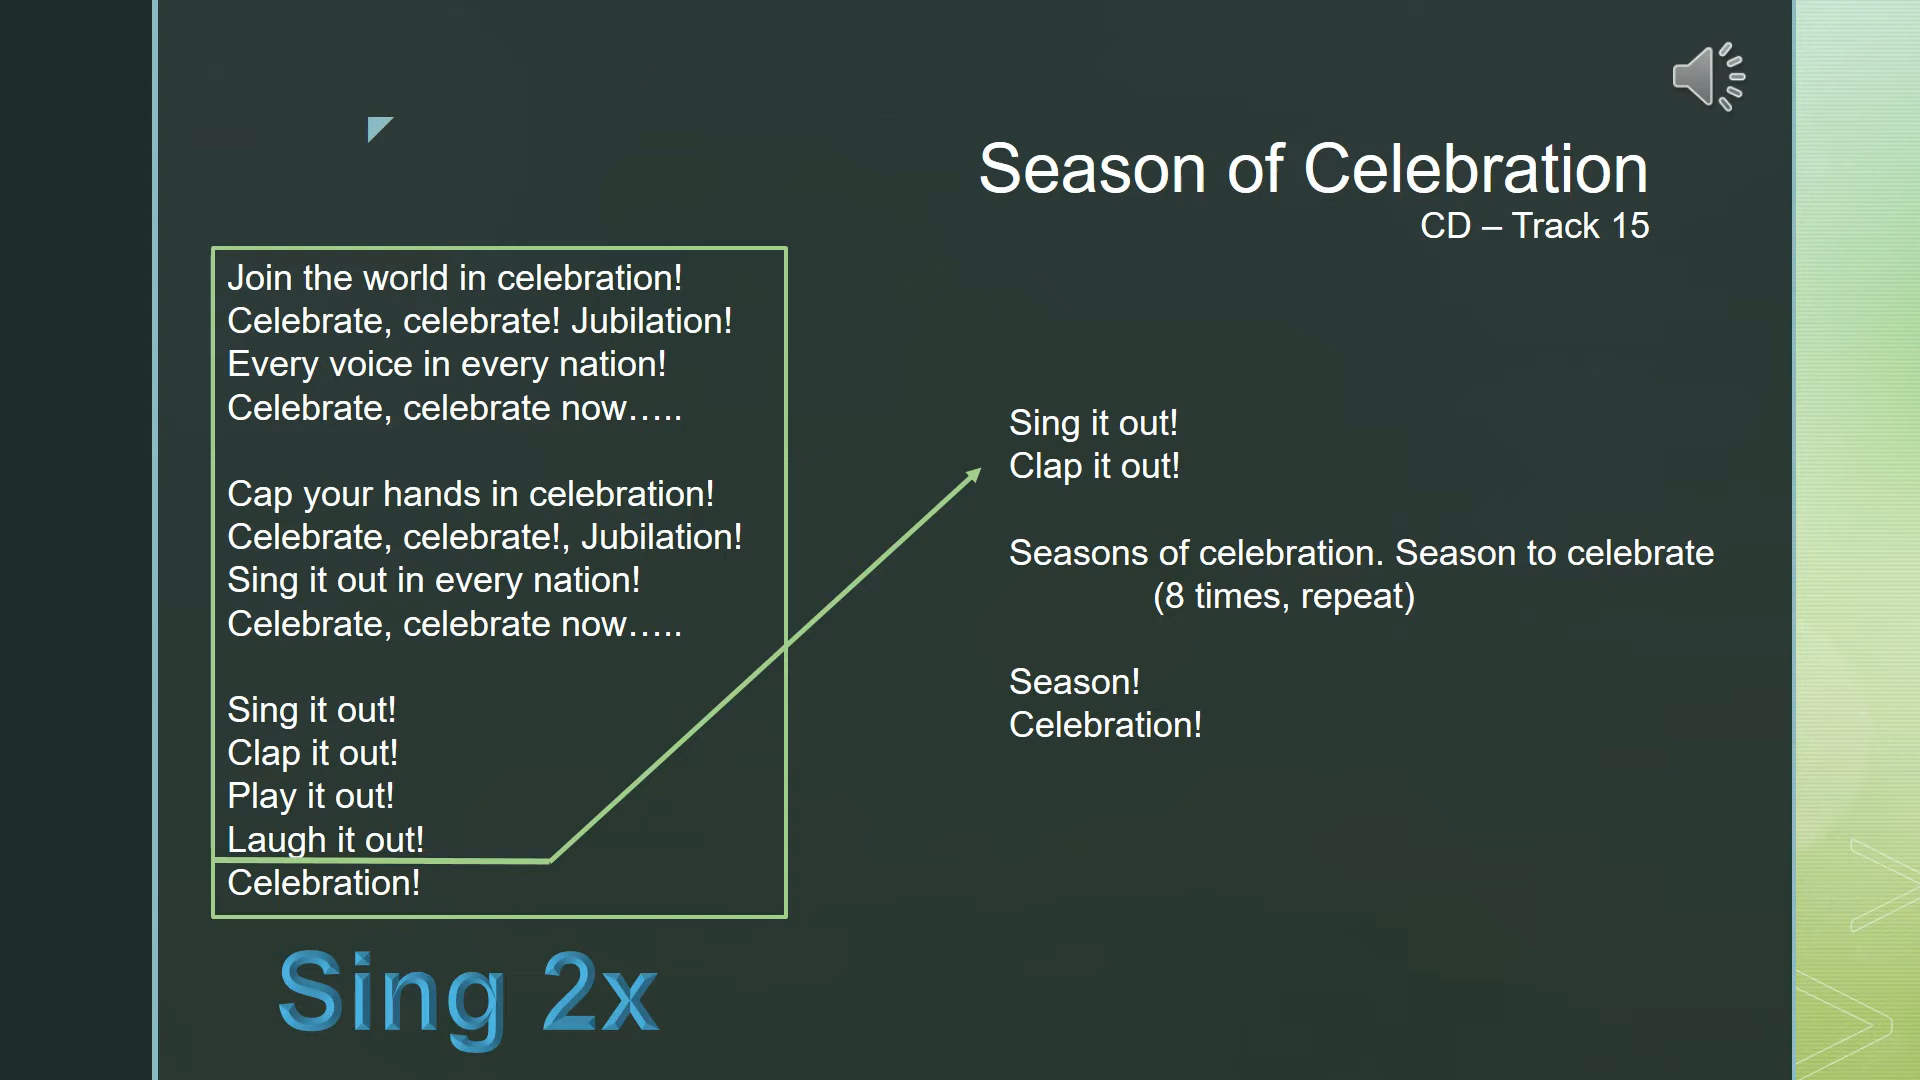 Season of Celebration
CD – Track 15
Join the world in celebration!
Celebrate, celebrate! Jubilation!
Every voice in every nation!
Celebrate, celebrate now…..
Cap your hands in celebration!
Celebrate, celebrate!, Jubilation!
Sing it out in every nation!
Celebrate, celebrate now…..
Sing it out!
Clap it out!
Play it out!
Laugh it out!
Celebration!
Sing 2x
Sing it out!
Clap it out!
Seasons of celebration. Season to celebrate
(8 times, repeat)
Season!
Celebration!